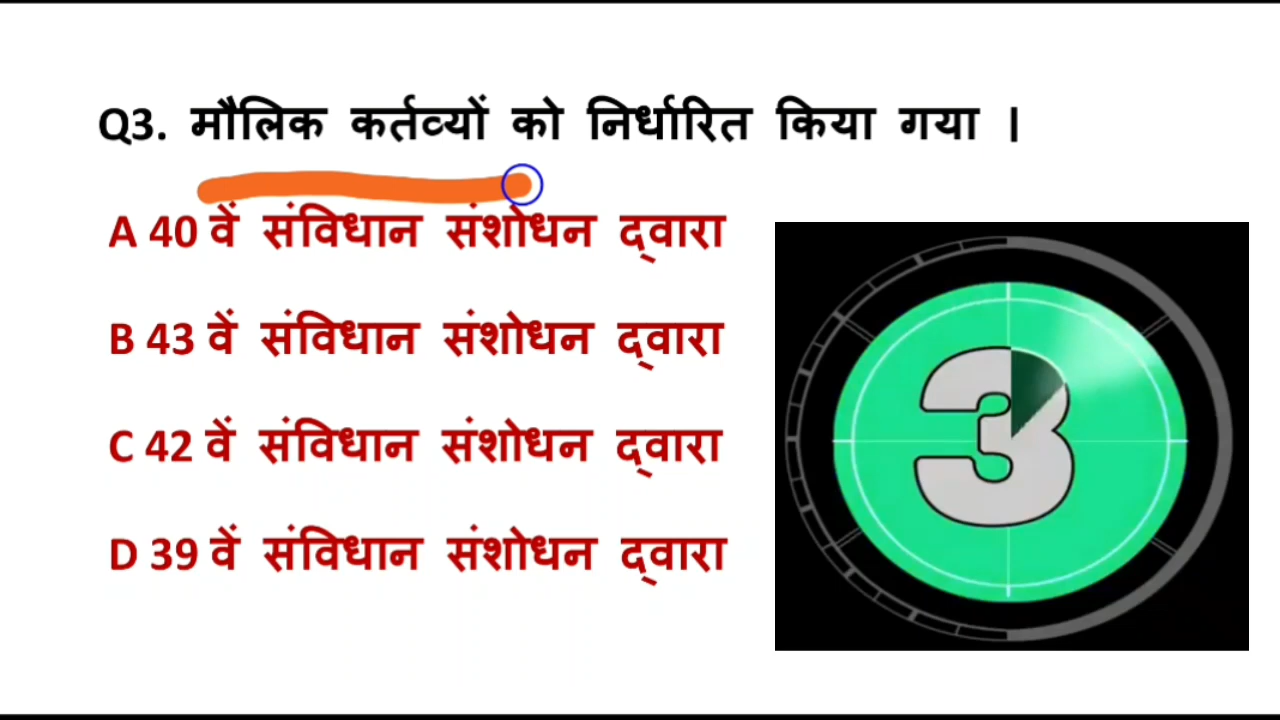 Q3. मौलिक कर्तव्यों को निर्धारित किया गया ।
A 40 वें संविधान संशोधन द्वारा
B 43 वें संविधान संशोधन द्वारा
C 42 वें संविधान संशोधन द्वारा
D 39 वें संविधान संशोधन द्वारा
3